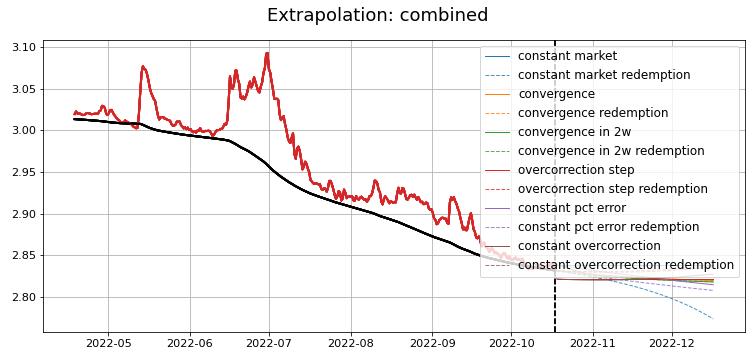 Extrapolation: combined
3.10
3.05
3.00
2.95
2.90
2.85
2.80
constant market
constant market redemption
convergence
convergence redemption
convergence in 2w
convergence in 2w redemption
overcorrection step
overcorrection step redemption
constant pct error
constant pct error redemption
constant overcorrection
constant overcorrection redemption
2022-05 2022-06 2022-07 2022-08 2022-09 2022-10 2022-11 2022-12